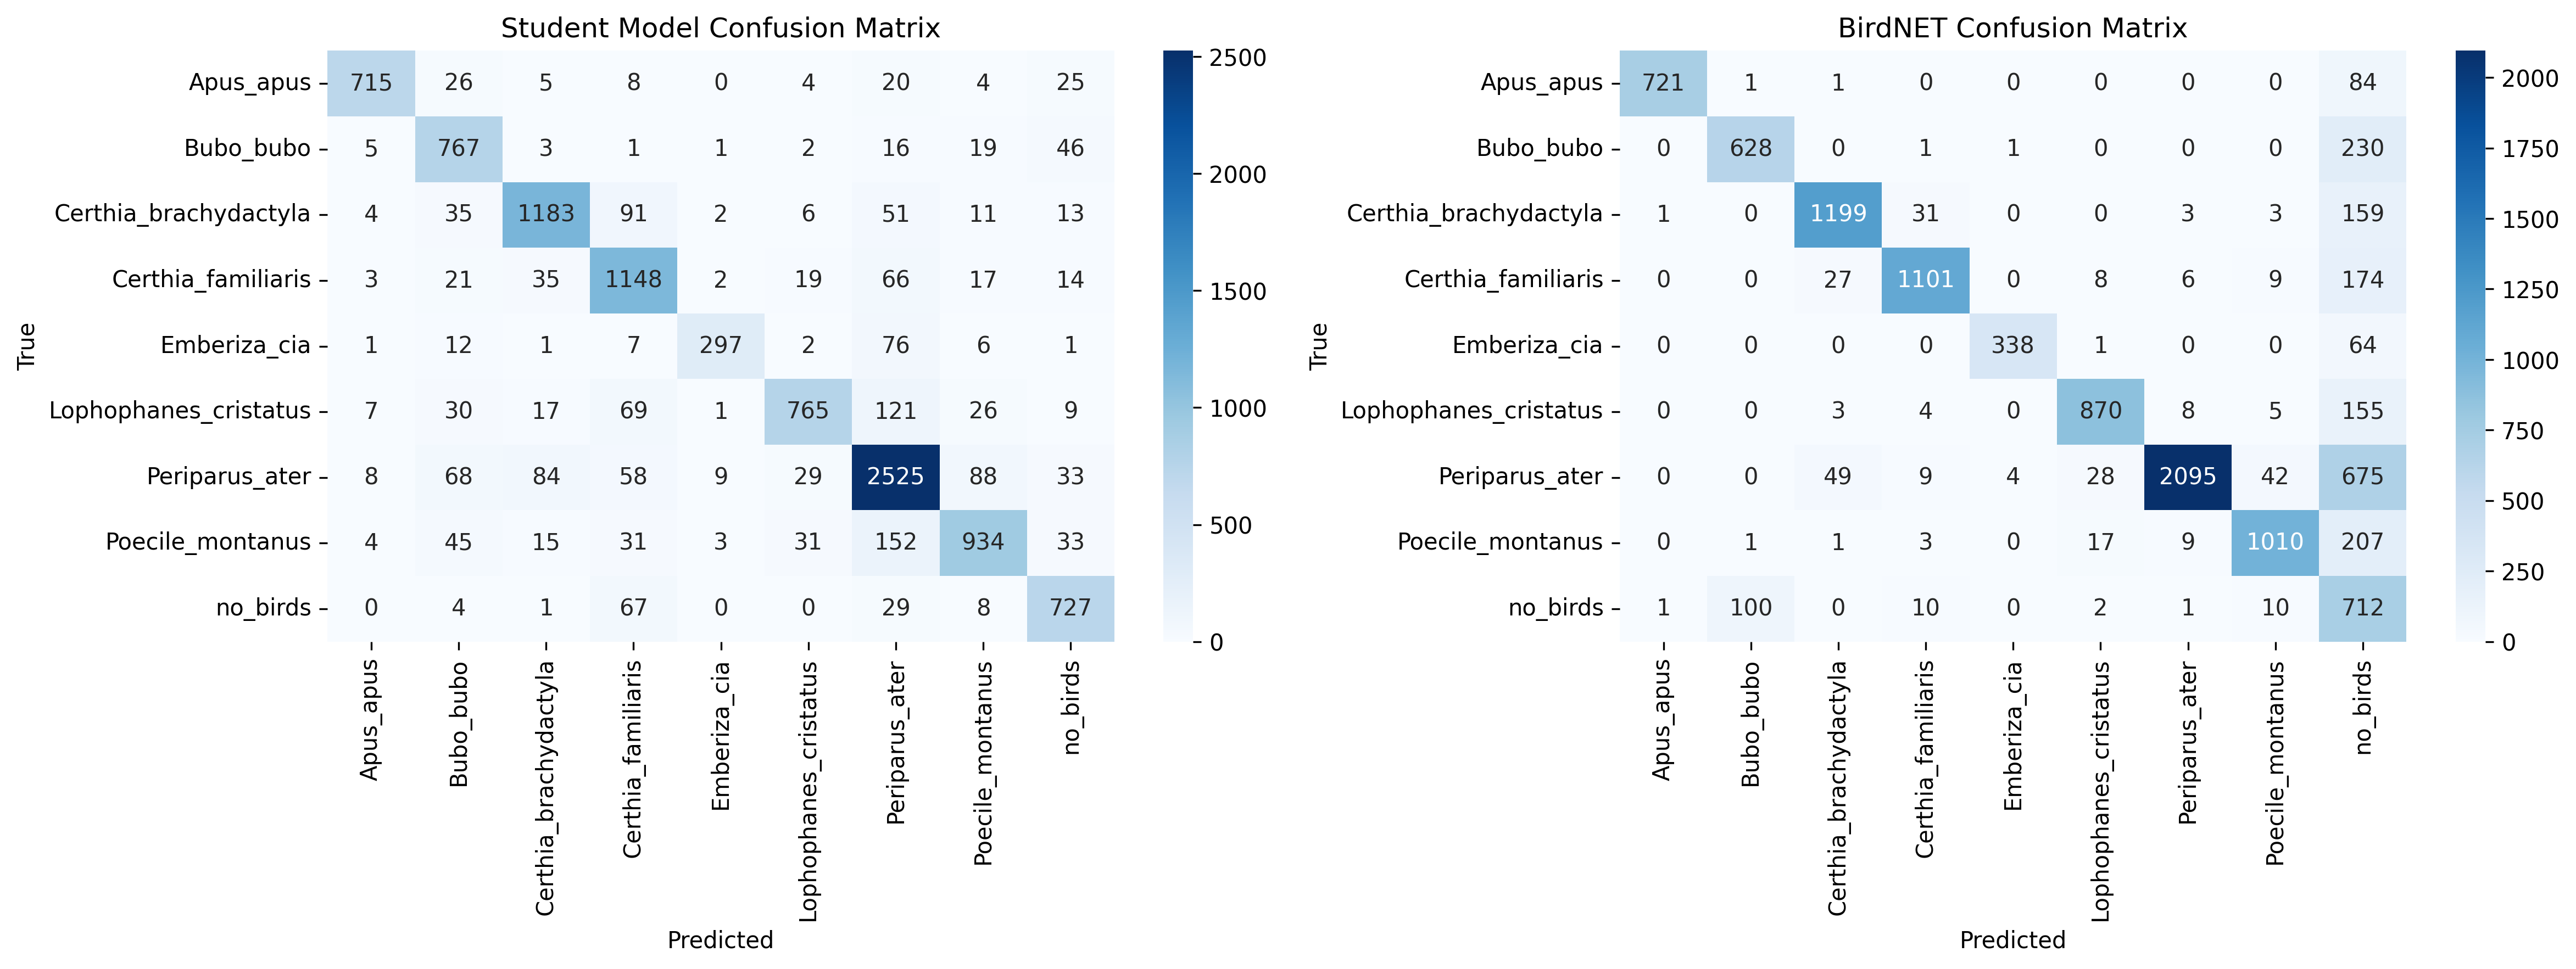 Student Model Confusion Matrix
Apus_apus 715 26 5 8 0 4 20 4 25
Bubo_bubo 5 767 3 1 1 2 16 19 46
Certhia_brachydactyla 4 35 1183 91 2 6 51 11 13
Certhia_familiaris 3 21 35 1148 2 19 66 17 14
Emberiza_cia 1 12 1 7 297 2 76 6 1
Lophophanes_cristatus 7 30 17 69 1 765 121 26 9
Periparus_ater 8 68 84 58 9 29 2525 88 33
Poecile_montanus 4 45 15 31 3 31 152 934 33
no_birds 0 4 1 67 0 0 29 8 727
True
Apus_apus
Bubo_bubo
Certhia_brachydactyla
Certhia_familiaris
Emberiza_cia
Lophophanes_cristatus
Periparus_ater
Poecile_montanus
no_birds
Predicted
2500
2000
1500
1000
500
0
BirdNET Confusion Matrix
Apus_apus 721 1 1 0 0 0 0 0 84
Bubo_bubo 0 628 0 1 1 0 0 0 230
Certhia_brachydactyla 1 0 1199 31 0 0 3 3 159
Certhia_familiaris 0 0 27 1101 0 8 6 9 174
Emberiza_cia 0 0 0 0 338 1 0 0 64
Lophophanes_cristatus 0 0 3 4 0 870 8 5 155
Periparus_ater 0 0 49 9 4 28 2095 42 675
Poecile_montanus 0 1 1 3 0 17 9 1010 207
no_birds 1 100 0 10 0 2 1 10 712
True
Apus_apus
Bubo_bubo
Certhia_brachydactyla
Certhia_familiaris
Emberiza_cia
Lophophanes_cristatus
Periparus_ater
Poecile_montanus
no_birds
Predicted
2000
1750
1500
1250
1000
750
500
250
0